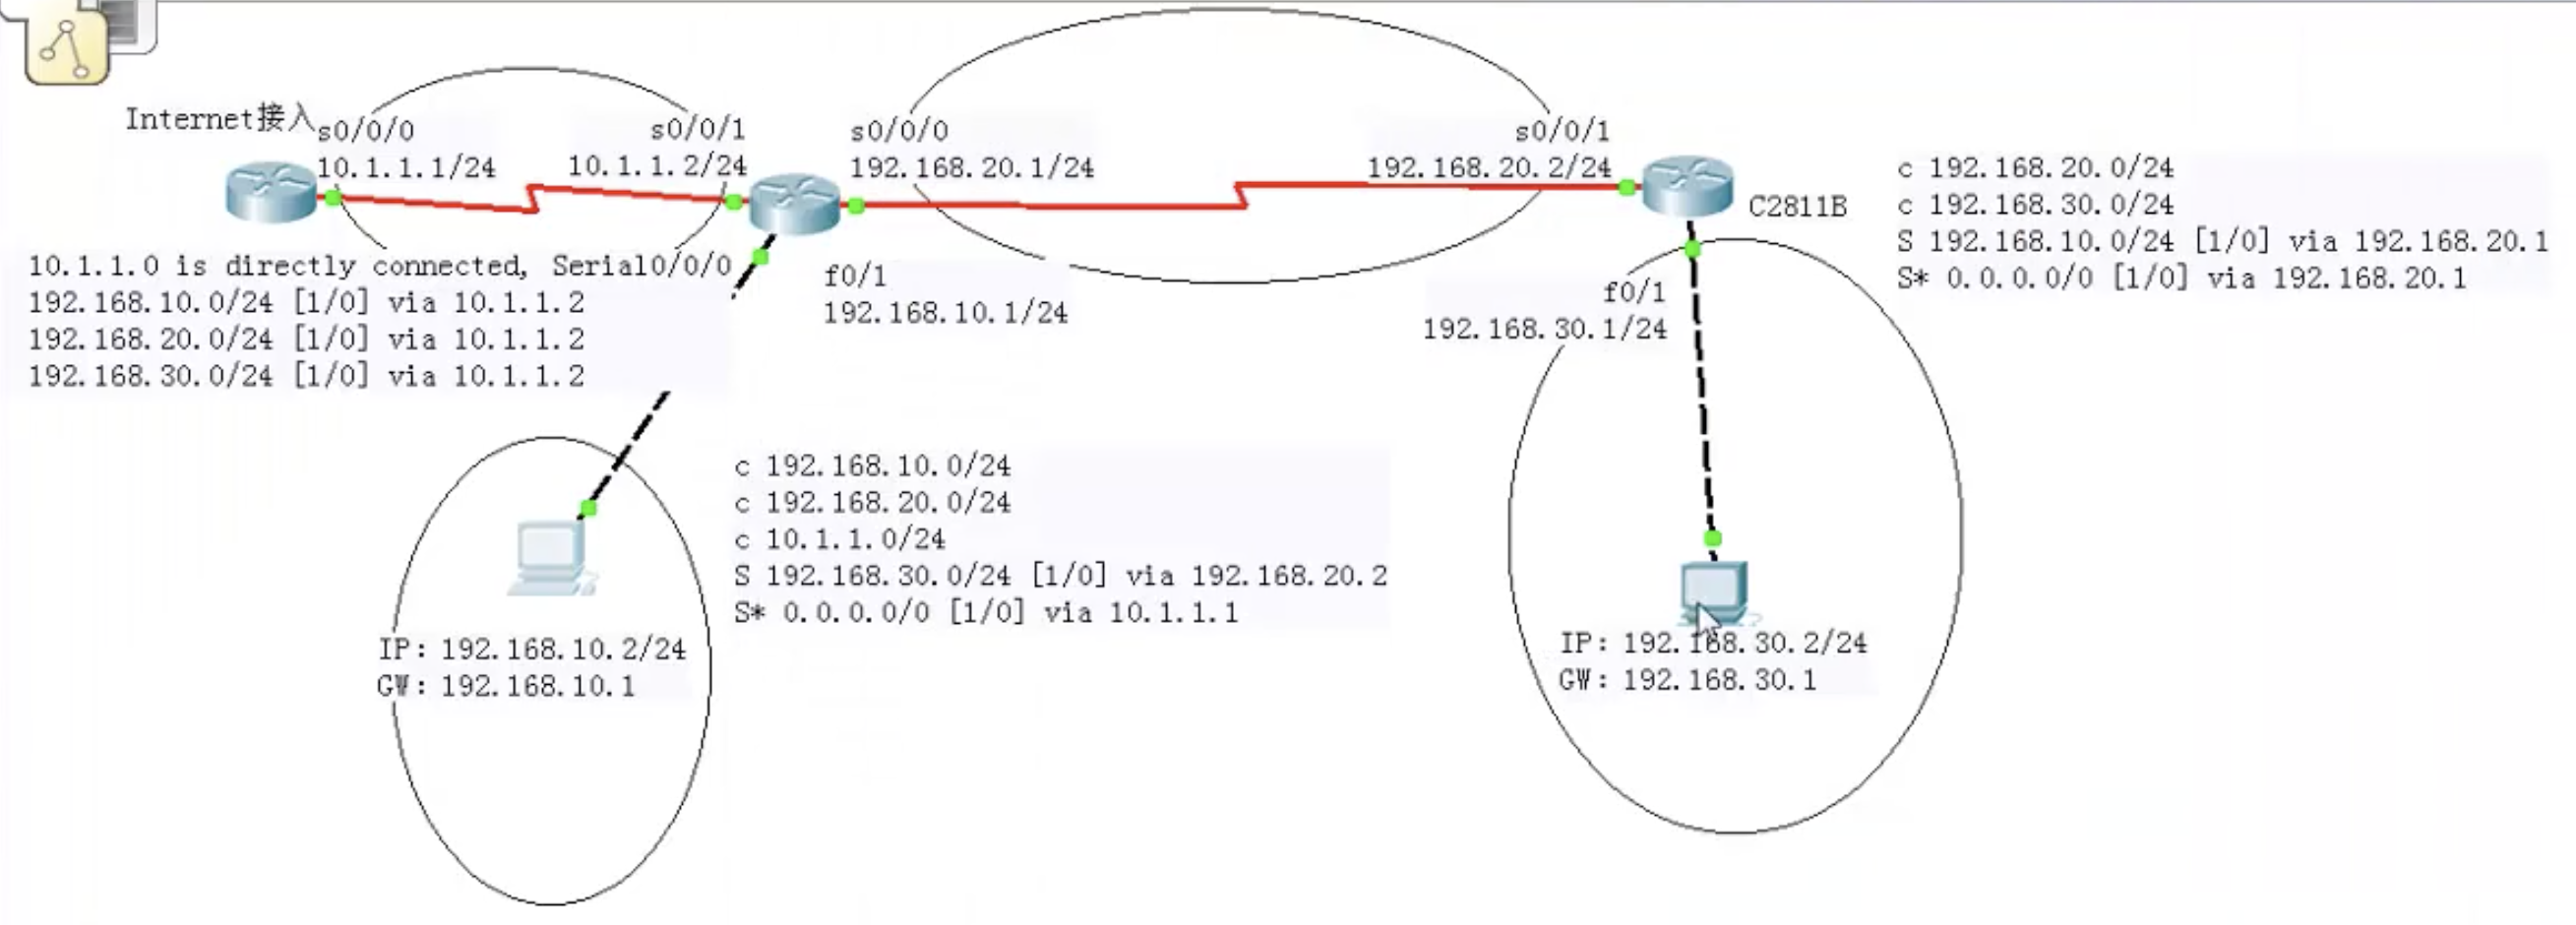 Internet接入
s0/0/0
10.1.1.1/24
s0/0/1
10.1.1.2/24
s0/0/0
192.168.20.1/24
s0/0/1
192.168.20.2/24
C2811B
c 192.168.20.0/24
c 192.168.30.0/24
S 192.168.10.0/24 [1/0] via 192.168.20.1
S* 0.0.0.0/0 [1/0] via 192.168.20.1
10.1.1.0 is directly connected, Serial0/0/0
192.168.10.0/24 [1/0] via 10.1.1.2
192.168.20.0/24 [1/0] via 10.1.1.2
192.168.30.0/24 [1/0] via 10.1.1.2
f0/1
192.168.10.1/24
f0/1
192.168.30.1/24
c 192.168.10.0/24
c 192.168.20.0/24
c 10.1.1.0/24
S 192.168.30.0/24 [1/0] via 192.168.20.2
S* 0.0.0.0/0 [1/0] via 10.1.1.1
IP: 192.168.10.2/24
GW: 192.168.10.1
IP: 192.168.30.2/24
GW: 192.168.30.1